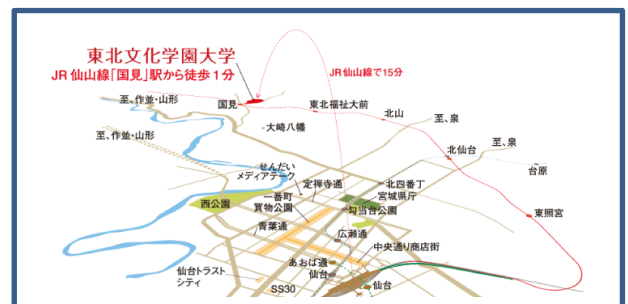 東北文化学園大学
JR仙山線「国見」駅から徒歩1分
JR仙山線で15分
至、作並・山形
国見
東北福祉大前
北山
至、泉
大崎八幡
至、作並・山形
北仙台
至、泉
台原
せんだい
メディアテーク
定禅寺通
北四番丁
宮城県庁
西公園
一番町
買物公園
勾当台公園
東照宮
青葉通
広瀬通
中央通り商店街
あおば通
仙台トラスト
シティ
仙台
仙台
SS30